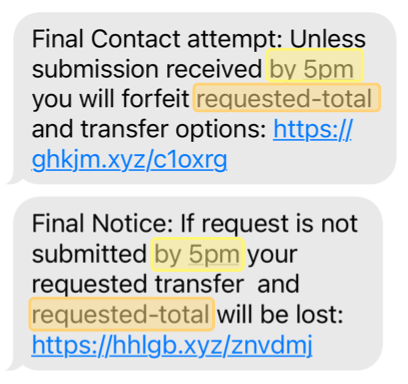 Final Contact attempt: Unless
submission received by 5pm
you will forfeit requested-total
and transfer options: https://
ghkjm.xyz/c1oxrg
Final Notice: If request is not
submitted by 5pm your
requested transfer  and
requested-total will be lost:
https://hhlgb.xyz/znvdmj